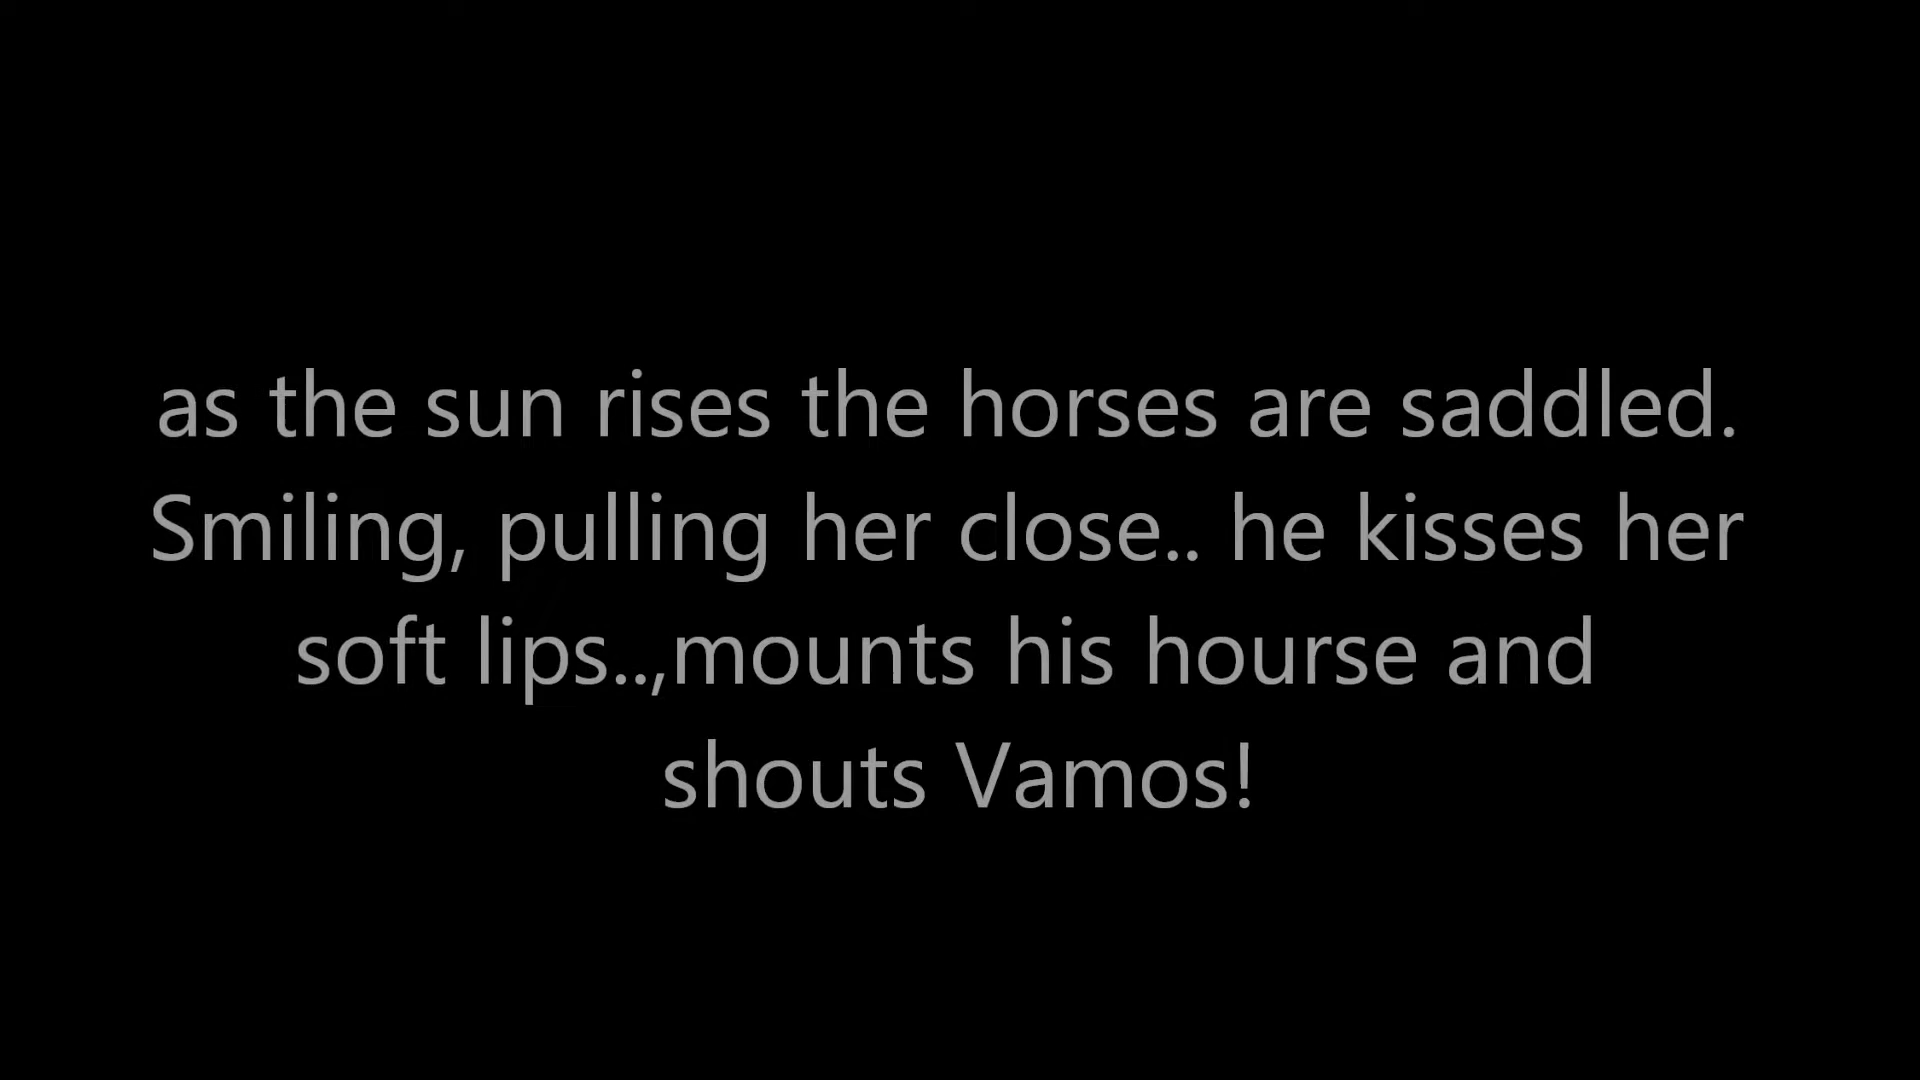 as the sun rises the horses are saddled.
Smiling, pulling her close.. he kisses her
soft lips..,mounts his hourse and
shouts Vamos!